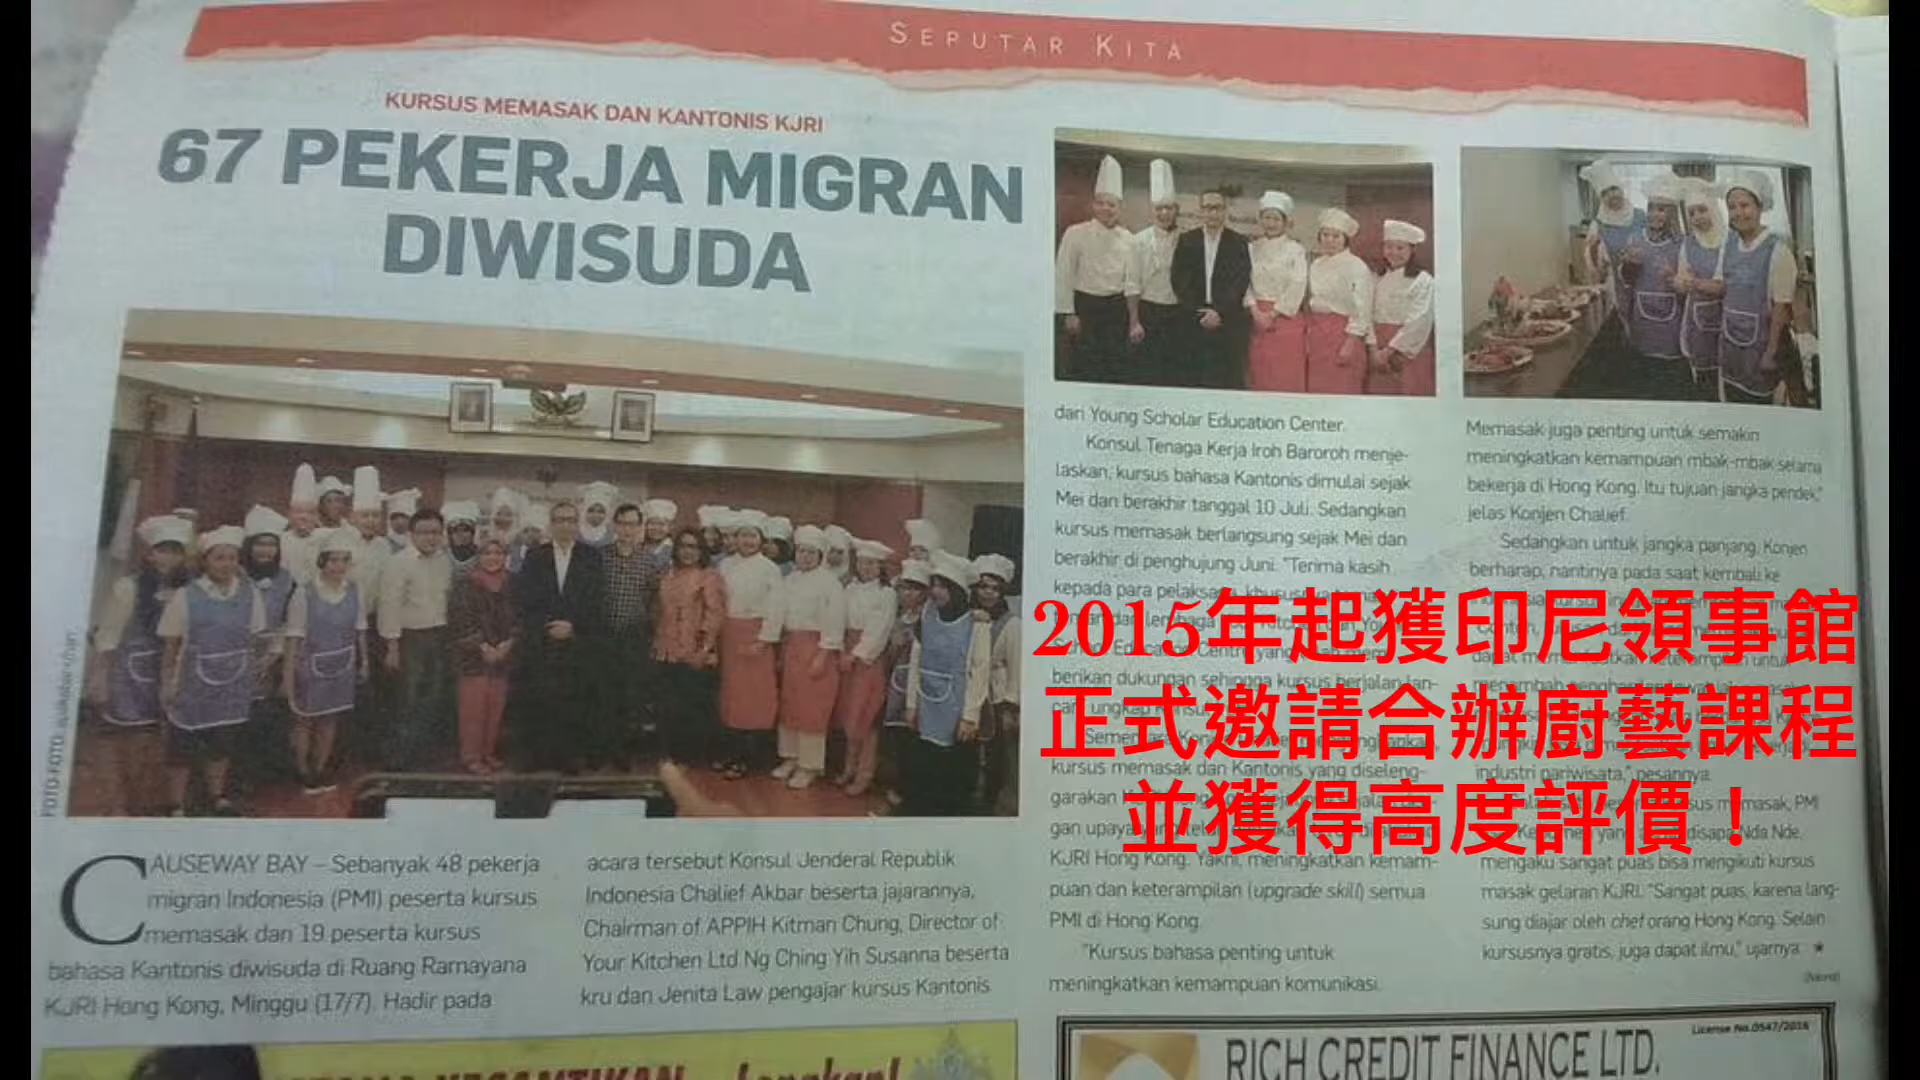 SEPUTAR KITA
KURSUS MEMASAK DAN KANTONIS KJRI
67 PEKERJA MIGRAN
DIWISUDA
CAUSEWAY BAY – Sebanyak 48 pekerja
migran Indonesia (PMI) peserta kursus
memasak dan 19 peserta kursus
bahasa Kantonis diwisuda di Ruang Ramayana
KJRI Hong Kong, Minggu (17/7). Hadir pada
acara tersebut Konsul Jenderal Republik
Indonesia Chalief Akbar beserta jajarannya,
Chairman of APPIH Kitman Chung, Director of
Your Kitchen Ltd Ng Ching Yih Susanna beserta
kru dan Jenita Law pengajar kursus Kantonis
dari Young Scholar Education Center.
Konsul Tenaga Kerja Iroh Baroroh menje-
laskan, kursus bahasa Kantonis dimulai sejak
Mei dan berakhir tanggal 10 Juli. Sedangkan
kursus memasak berlangsung sejak Mei dan
berakhir di penghujung Juni. "Terima kasih
kepada para pelaksana
berikan dukungan sehingga kursus berjalan lan-
kursus memasak dan Kantonis yang diseleng-
garakan
KJRI Hong Kong. Yakni, meningkatkan kemam-
puan dan keterampilan (upgrade skill) semua
PMI di Hong Kong.
"Kursus bahasa penting untuk
meningkatkan kemampuan komunikasi.
Memasak juga penting untuk semakin
meningkatkan kemampuan mbak-mbak selama
bekerja di Hong Kong. Itu tujuan jangka pendek,"
jelas Konjen Chalief.
Sedangkan untuk jangka panjang, Konjen
berharap, nantinya pada saat kembali ke
industri pariwisata," pesannya.
mengaku sangat puas bisa mengikuti kursus
masak gelaran KJRI. "Sangat puas, karena lang-
sung diajar oleh chef orang Hong Kong. Selain
kursusnya gratis, juga dapat ilmu," ujarnya. ★
2015年起獲印尼領事館
正式邀請合辦廚藝課程
並獲得高度評價！
License No.0547/2016
RICH CREDIT FINANCE LTD.